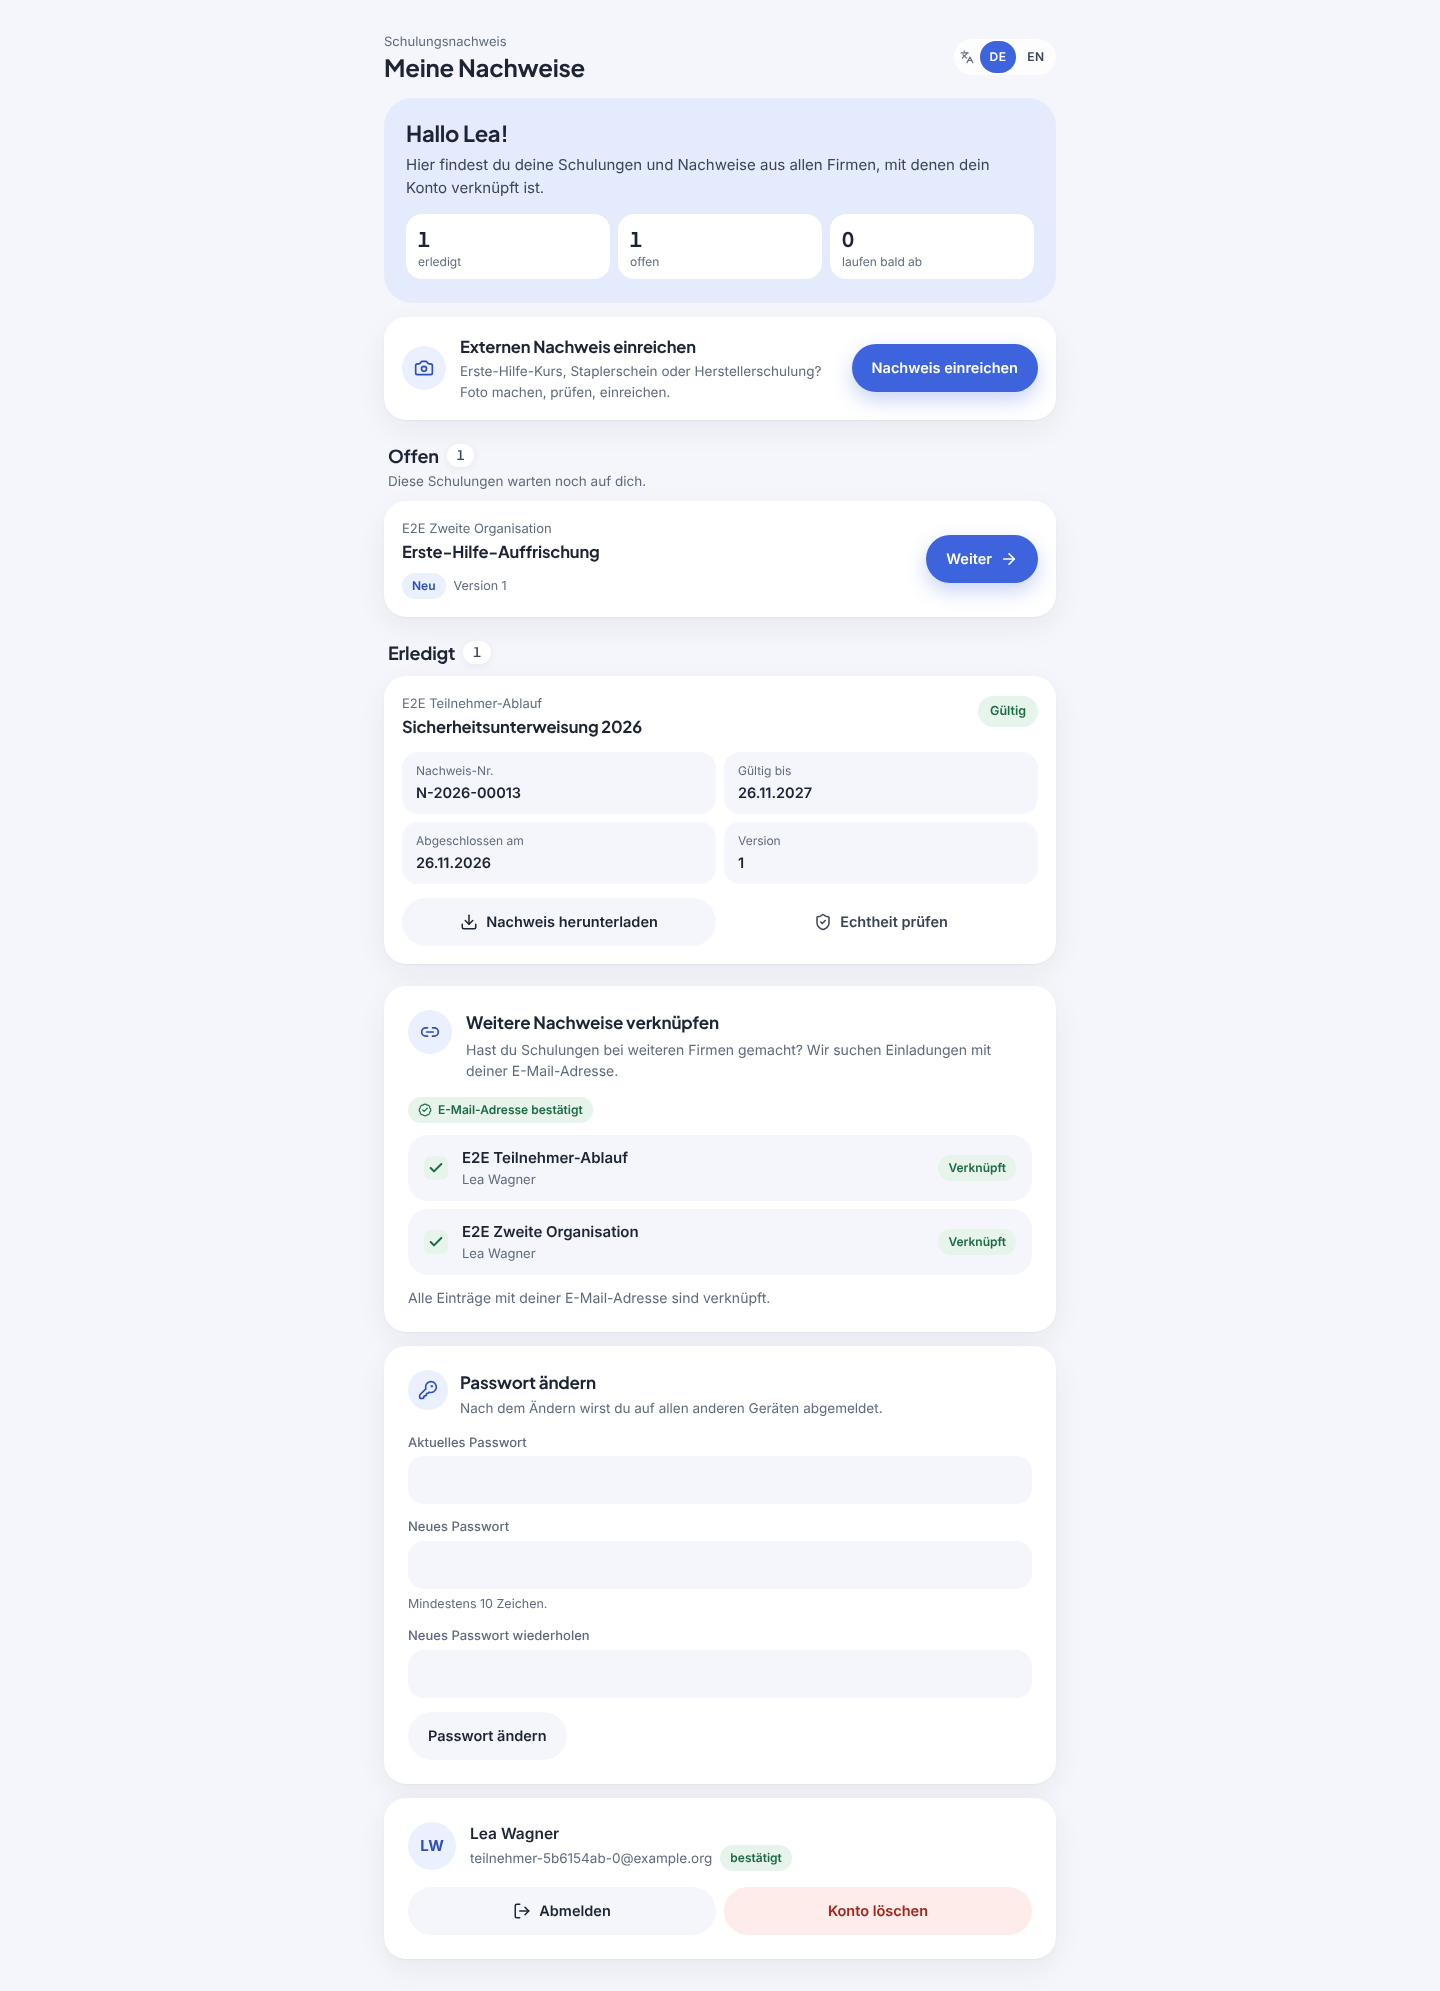 Schulungsnachweis
Meine Nachweise
DE EN
Hallo Lea!
Hier findest du deine Schulungen und Nachweise aus allen Firmen, mit denen dein
Konto verknüpft ist.
1
erledigt
1
offen
0
laufen bald ab
Externen Nachweis einreichen
Erste-Hilfe-Kurs, Staplerschein oder Herstellerschulung?
Foto machen, prüfen, einreichen.
Nachweis einreichen
Offen 1
Diese Schulungen warten noch auf dich.
E2E Zweite Organisation
Erste-Hilfe-Auffrischung
Neu Version 1
Weiter
Erledigt 1
E2E Teilnehmer-Ablauf
Sicherheitsunterweisung 2026
Gültig
Nachweis-Nr.
N-2026-00013
Gültig bis
26.11.2027
Abgeschlossen am
26.11.2026
Version
1
Nachweis herunterladen
Echtheit prüfen
Weitere Nachweise verknüpfen
Hast du Schulungen bei weiteren Firmen gemacht? Wir suchen Einladungen mit
deiner E-Mail-Adresse.
E-Mail-Adresse bestätigt
E2E Teilnehmer-Ablauf
Lea Wagner
Verknüpft
E2E Zweite Organisation
Lea Wagner
Verknüpft
Alle Einträge mit deiner E-Mail-Adresse sind verknüpft.
Passwort ändern
Nach dem Ändern wirst du auf allen anderen Geräten abgemeldet.
Aktuelles Passwort
Neues Passwort
Mindestens 10 Zeichen.
Neues Passwort wiederholen
Passwort ändern
LW
Lea Wagner
teilnehmer-5b6154ab-0@example.org bestätigt
Abmelden
Konto löschen